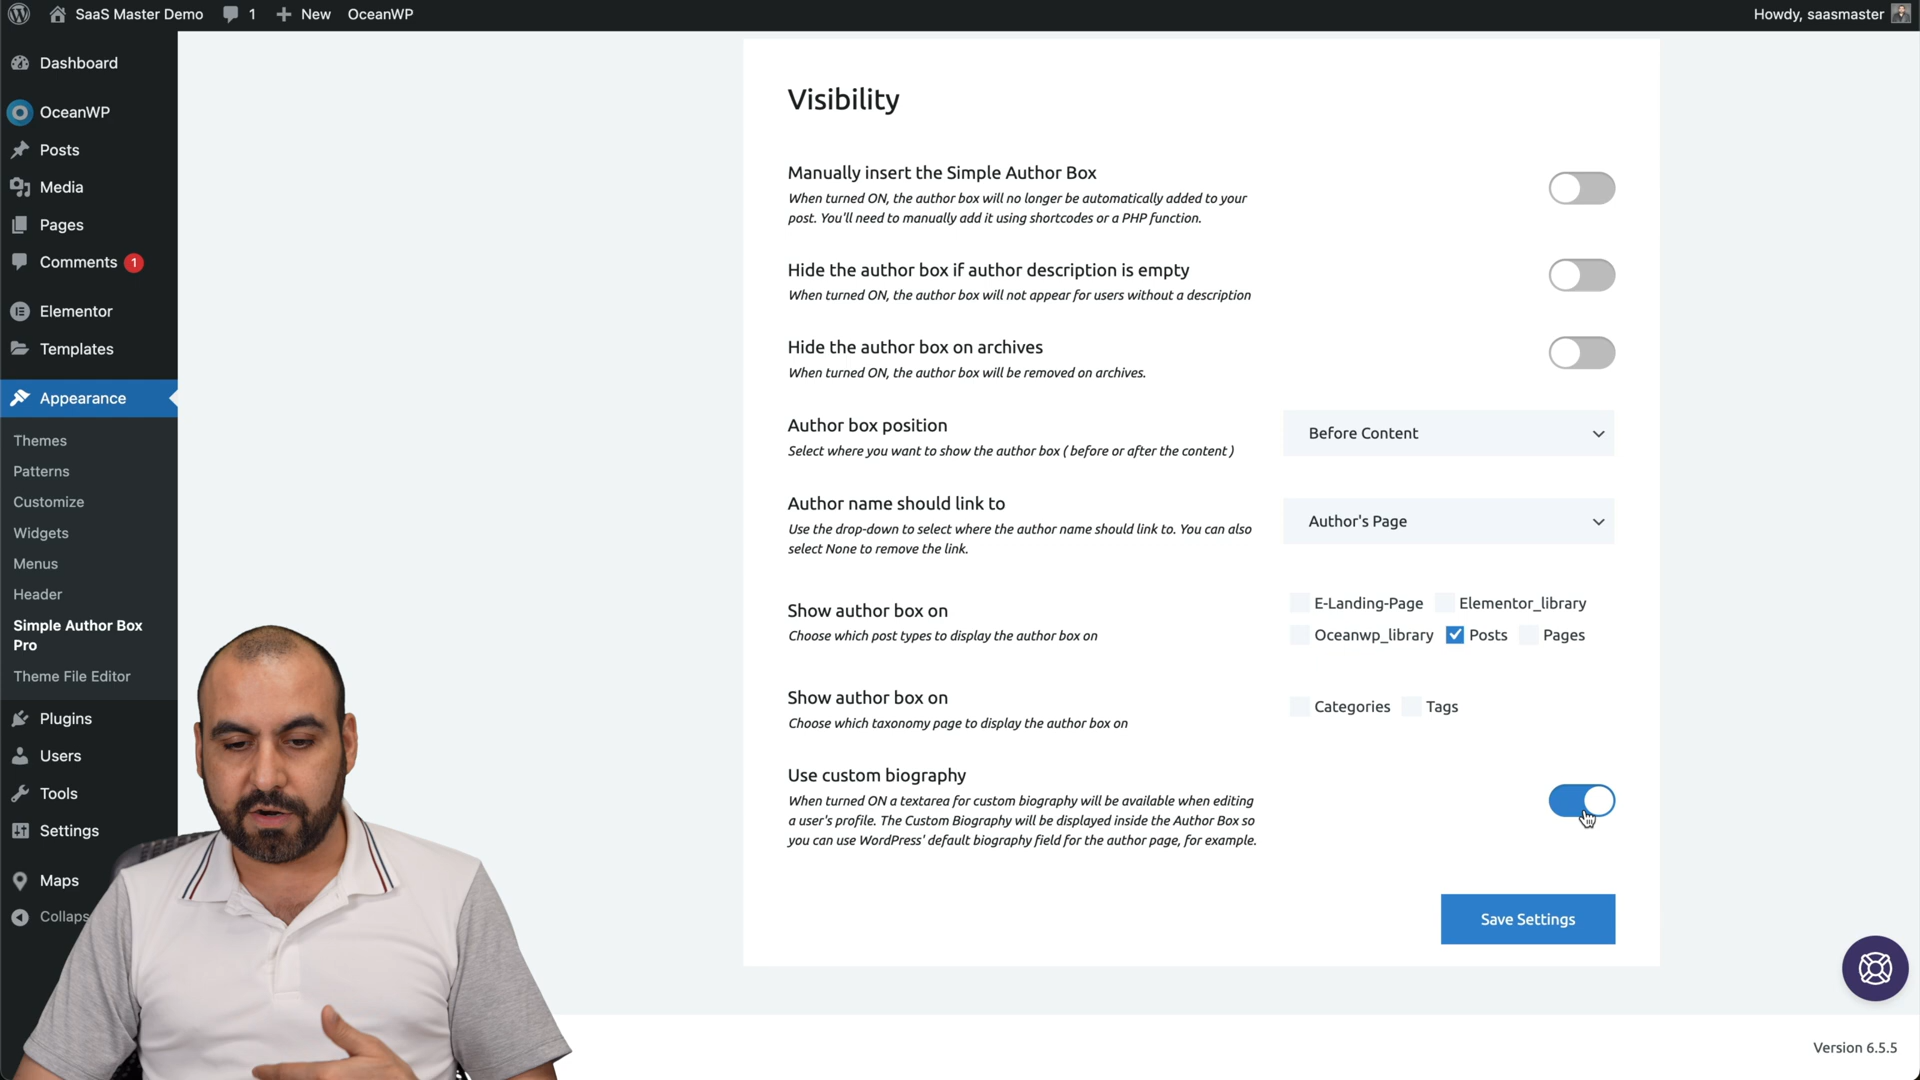 SaaS Master Demo 1 New OceanWP Howdy, saasmaster
Dashboard
OceanWP
Posts
Media
Pages
Comments 1
Elementor
Templates
Appearance
Themes
Patterns
Customize
Widgets
Menus
Header
Simple Author Box
Pro
Theme File Editor
Plugins
Users
Tools
Settings
Maps
Collaps
Visibility
Manually insert the Simple Author Box
When turned ON, the author box will no longer be automatically added to your
post. You'll need to manually add it using shortcodes or a PHP function.
Hide the author box if author description is empty
When turned ON, the author box will not appear for users without a description
Hide the author box on archives
When turned ON, the author box will be removed on archives.
Author box position
Select where you want to show the author box ( before or after the content )
Before Content
Author name should link to
Use the drop-down to select where the author name should link to. You can also
select None to remove the link.
Author's Page
Show author box on
Choose which post types to display the author box on
E-Landing-Page Elementor_library
Oceanwp_library Posts Pages
Show author box on
Choose which taxonomy page to display the author box on
Categories Tags
Use custom biography
When turned ON a textarea for custom biography will be available when editing
a user's profile. The Custom Biography will be displayed inside the Author Box so
you can use WordPress' default biography field for the author page, for example.
Save Settings
Version 6.5.5